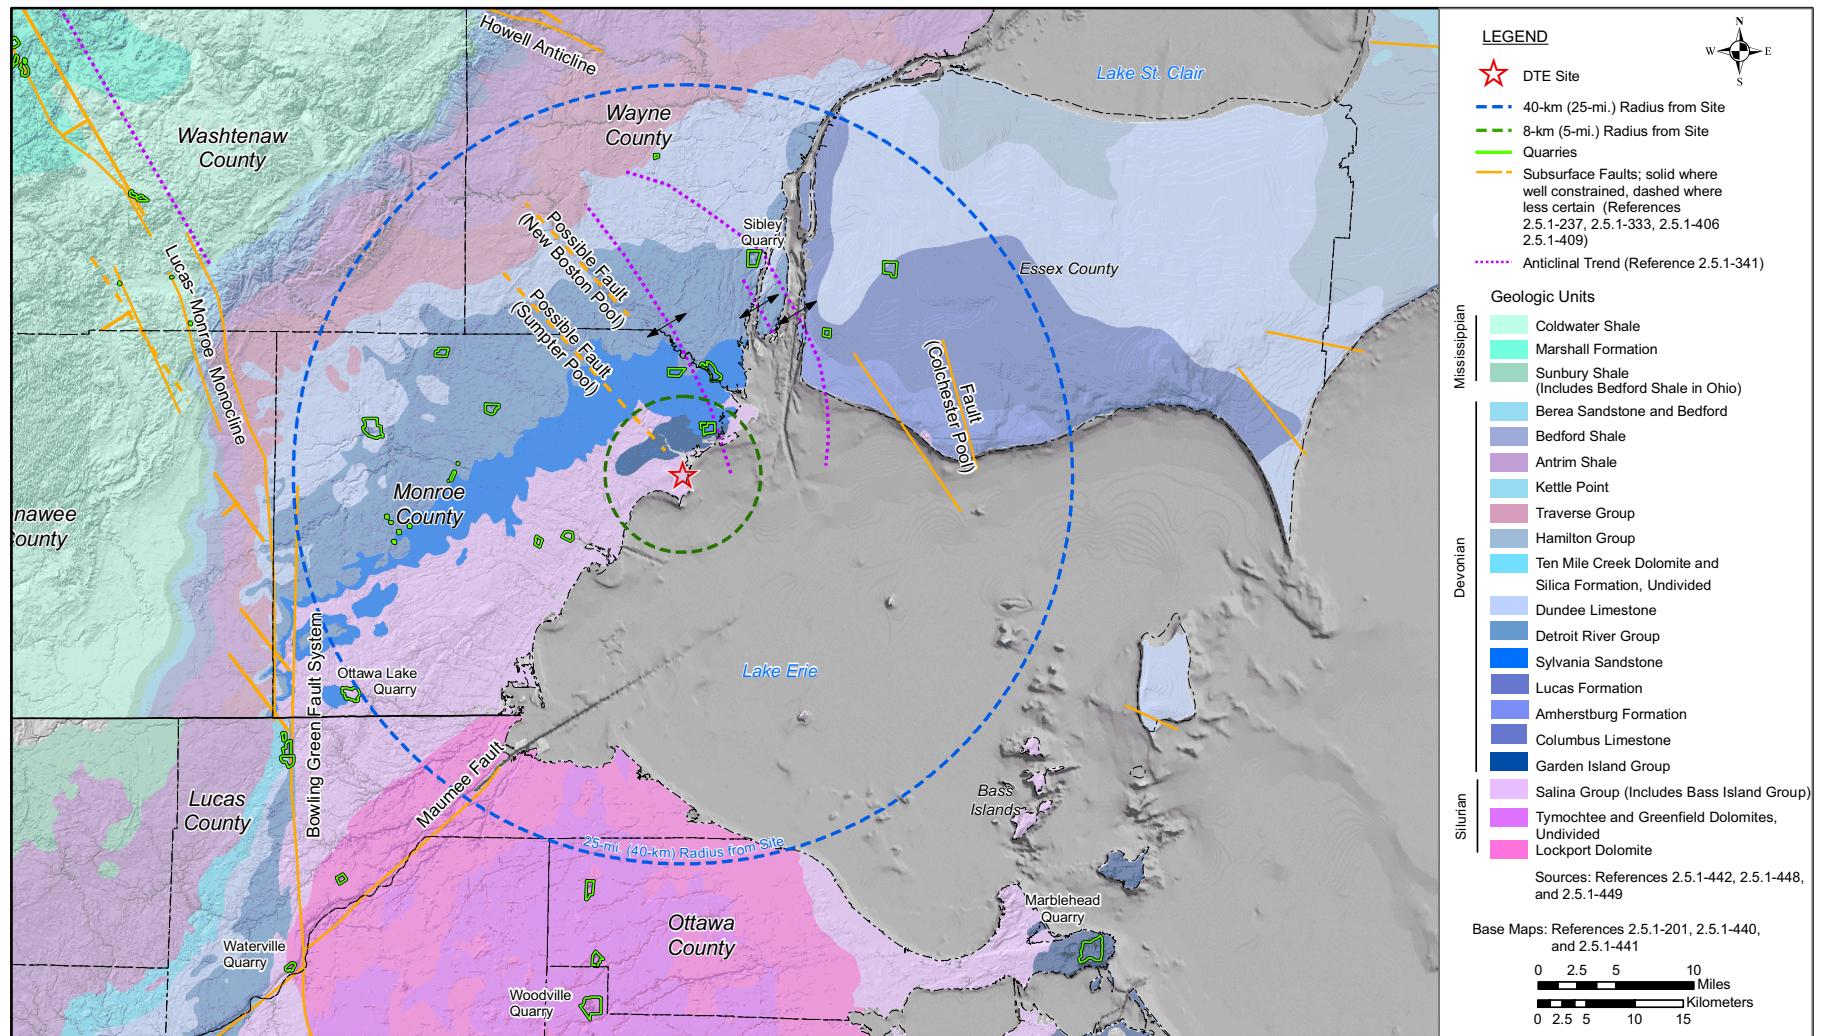 Howell Anticline
Lake St. Clair
Washtenaw
County
Wayne
County
Sibley
Quarry
Essex County
Possible Fault
(New Boston Pool)
Possible Fault
(Sumpter Pool)
Lucas- Monroe Monocline
Fault
(Colchester Pool)
Monroe
County
nawee
ounty
Bowling Green Fault System
Ottawa Lake
Quarry
Lake Erie
Maumee Fault
Lucas
County
Bass
Islands
25-mi. (40-km) Radius from Site
Marblehead
Quarry
Ottawa
County
Waterville
Quarry
Woodville
Quarry
LEGEND
N
W
E
S
DTE Site
40-km (25-mi.) Radius from Site
8-km (5-mi.) Radius from Site
Quarries
Subsurface Faults; solid where
well constrained, dashed where
less certain (References
2.5.1-237, 2.5.1-333, 2.5.1-406
2.5.1-409)
Anticlinal Trend (Reference 2.5.1-341)
Geologic Units
Mississippian
Coldwater Shale
Marshall Formation
Sunbury Shale
(Includes Bedford Shale in Ohio)
Devonian
Berea Sandstone and Bedford
Bedford Shale
Antrim Shale
Kettle Point
Traverse Group
Hamilton Group
Ten Mile Creek Dolomite and
Silica Formation, Undivided
Dundee Limestone
Detroit River Group
Sylvania Sandstone
Lucas Formation
Amherstburg Formation
Columbus Limestone
Garden Island Group
Silurian
Salina Group (Includes Bass Island Group)
Tymochtee and Greenfield Dolomites,
Undivided
Lockport Dolomite
Sources: References 2.5.1-442, 2.5.1-448,
and 2.5.1-449
Base Maps: References 2.5.1-201, 2.5.1-440,
and 2.5.1-441
0 2.5 5 10
Miles
Kilometers
0 2.5 5 10 15